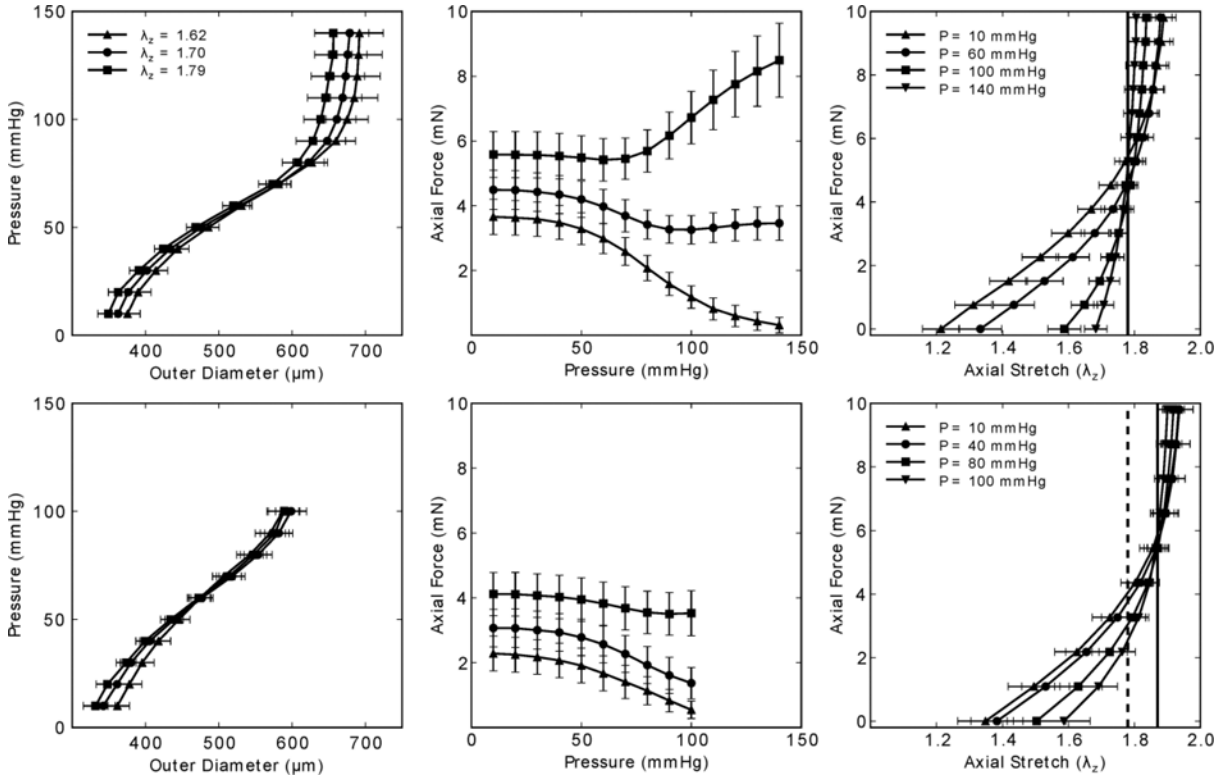 150
100
50
0
Pressure (mmHg)
λz = 1.62
λz = 1.70
λz = 1.79
400 500 600 700
Outer Diameter (μm)
10
8
6
4
2
Axial Force (mN)
0 50 100 150
Pressure (mmHg)
10
8
6
4
2
0
Axial Force (mN)
P = 10 mmHg
P = 60 mmHg
P = 100 mmHg
P = 140 mmHg
1.2 1.4 1.6 1.8 2.0
Axial Stretch (λz)
150
100
50
0
Pressure (mmHg)
400 500 600 700
Outer Diameter (μm)
10
8
6
4
2
Axial Force (mN)
0 50 100 150
Pressure (mmHg)
10
8
6
4
2
0
Axial Force (mN)
P = 10 mmHg
P = 40 mmHg
P = 80 mmHg
P = 100 mmHg
1.2 1.4 1.6 1.8 2.0
Axial Stretch (λz)